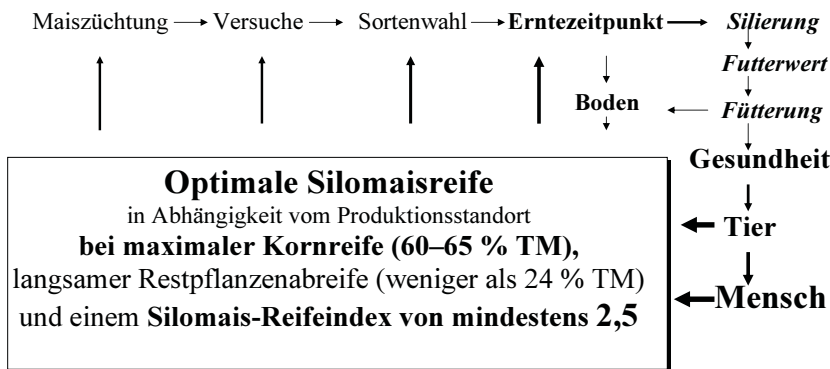 Maiszüchtung Versuche Sortenwahl Erntezeitpunkt Silierung
Futterwert
Boden Fütterung
Gesundheit
Optimale Silomaisreife
in Abhängigkeit vom Produktionsstandort
bei maximaler Kornreife (60–65 % TM),
langsamer Restpflanzenabreife (weniger als 24 % TM)
und einem Silomais-Reifeindex von mindestens 2,5
Tier
Mensch